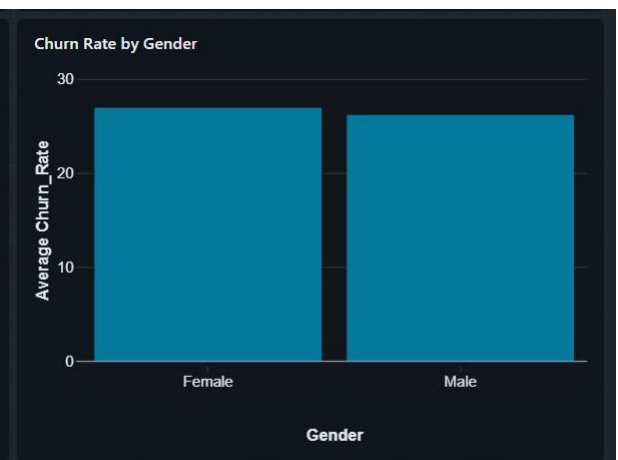 Churn Rate by Gender
30
20
10
0
Average Churn_Rate
Female Male
Gender